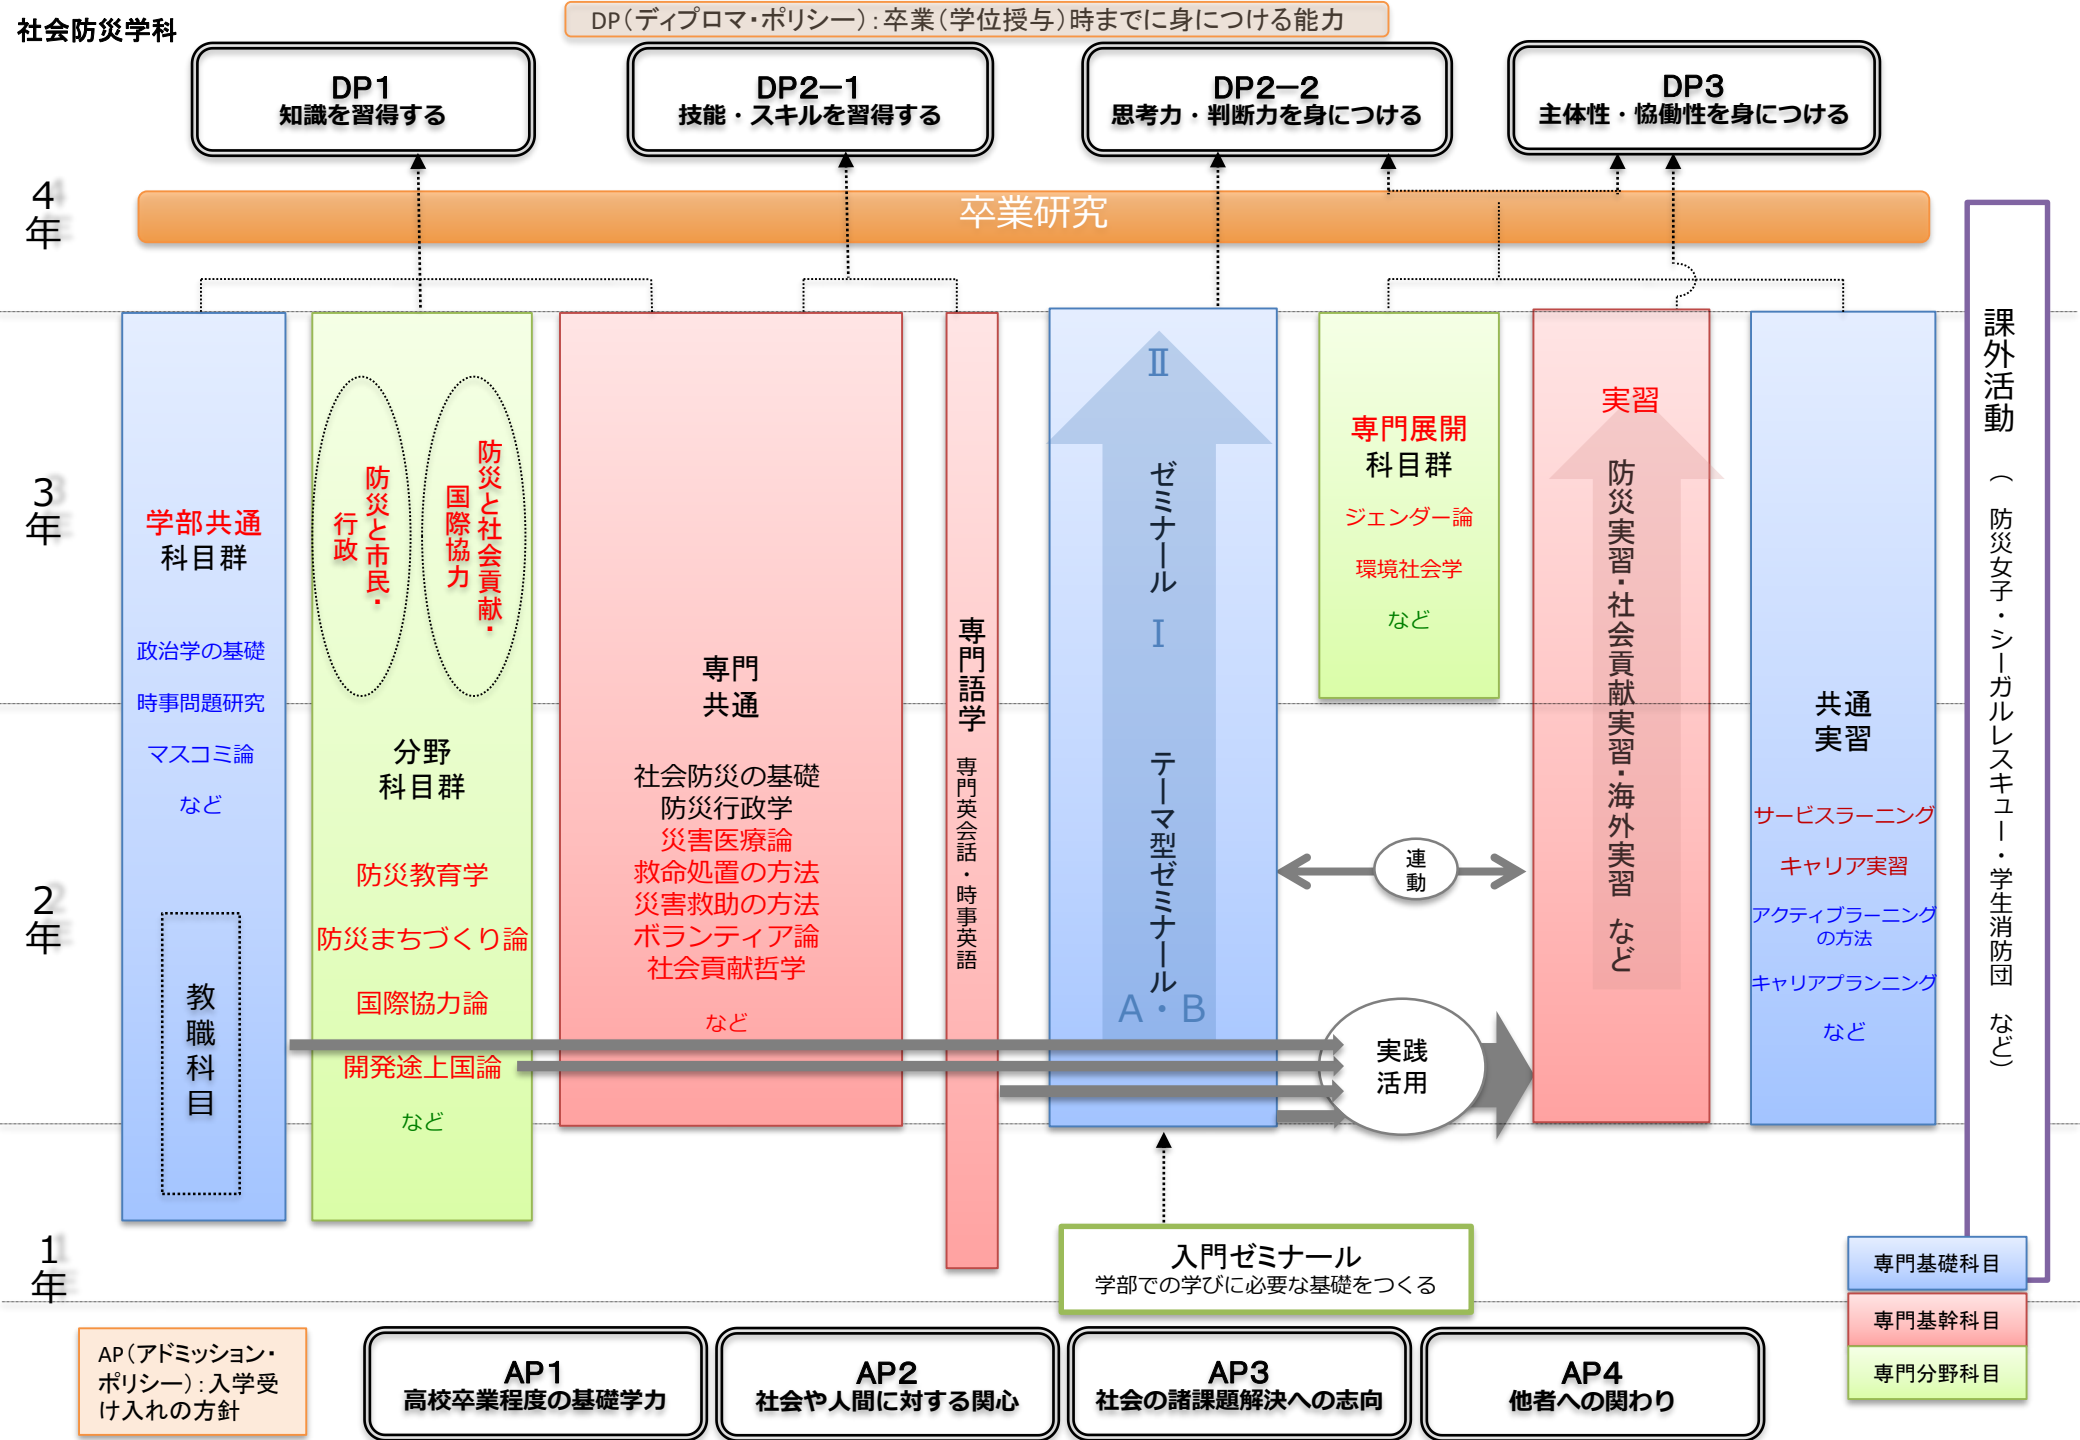 社会防災学科
DP（ディプロマ・ポリシー）：卒業（学位授与）時までに身につける能力
DP1
知識を習得する
DP2－1
技能・スキルを習得する
DP2－2
思考力・判断力を身につける
DP3
主体性・恊働性を身につける
4年
卒業研究
3年
2年
1年
学部共通
科目群
政治学の基礎
時事問題研究
マスコミ論
など
教職科目
防災と市民・
行政
防災と社会貢献・
国際協力
分野
科目群
防災教育学
防災まちづくり論
国際協力論
開発途上国論
など
専門
共通
社会防災の基礎
防災行政学
災害医療論
救命処置の方法
災害救助の方法
ボランティア論
社会貢献哲学
など
専門語学 専門英会話・時事英語
Ⅱ
ゼミナール
Ⅰ
テーマ型ゼミナール
A・B
専門展開
科目群
ジェンダー論
環境社会学
など
連動
実践
活用
実習
防災実習・社会貢献実習・海外実習 など
共通
実習
サービスラーニング
キャリア実習
アクティブラーニング
の方法
キャリアプランニング
など
課外活動 （ 防災女子・シーガルレスキュー・学生消防団 など）
入門ゼミナール
学部での学びに必要な基礎をつくる
専門基礎科目
専門基幹科目
専門分野科目
AP（アドミッション・
ポリシー）：入学受
け入れの方針
AP1
高校卒業程度の基礎学力
AP2
社会や人間に対する関心
AP3
社会の諸課題解決への志向
AP4
他者への関わり